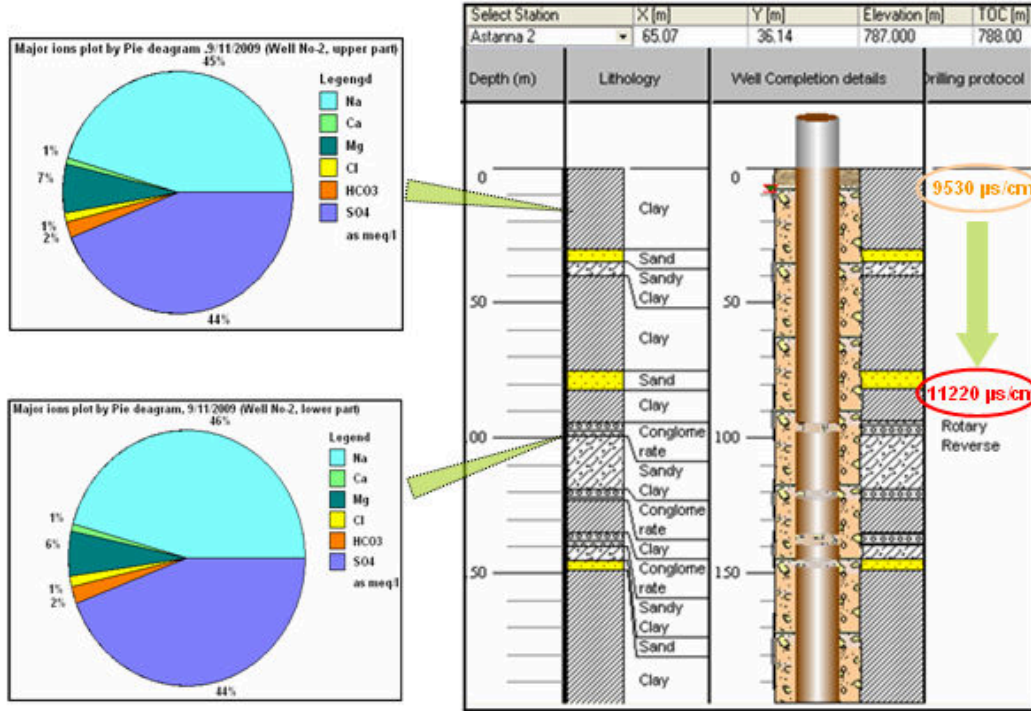 Major ions plot by Pie deagram .9/11/2009 (Well No-2, upper part)
45%
Legengd
Na
Ca
Mg
Cl
HCO3
SO4
as meq/l
1%
7%
1%
2%
44%
Major ions plot by Pie deagram, 9/11/2009 (Well No-2, lower part)
46%
Legend
Na
Ca
Mg
Cl
HCO3
SO4
as meq/l
1%
6%
1%
2%
44%
Select Station X [m] Y [m] Elevation [m] TOC [m]
Astanna 2 65.07 36.14 787.000 788.00
Depth (m) Lithology Well Completion details Drilling protocol
0
50
100
150
Clay
Sand
Sandy
Clay
Clay
Sand
Clay
Conglome
rate
Sandy
Clay
Conglome
rate
Clay
Conglome
rate
Sandy
Clay
Sand
Clay
0
50
100
150
9530 µs/cm
11220 µs/cm
Rotary
Reverse